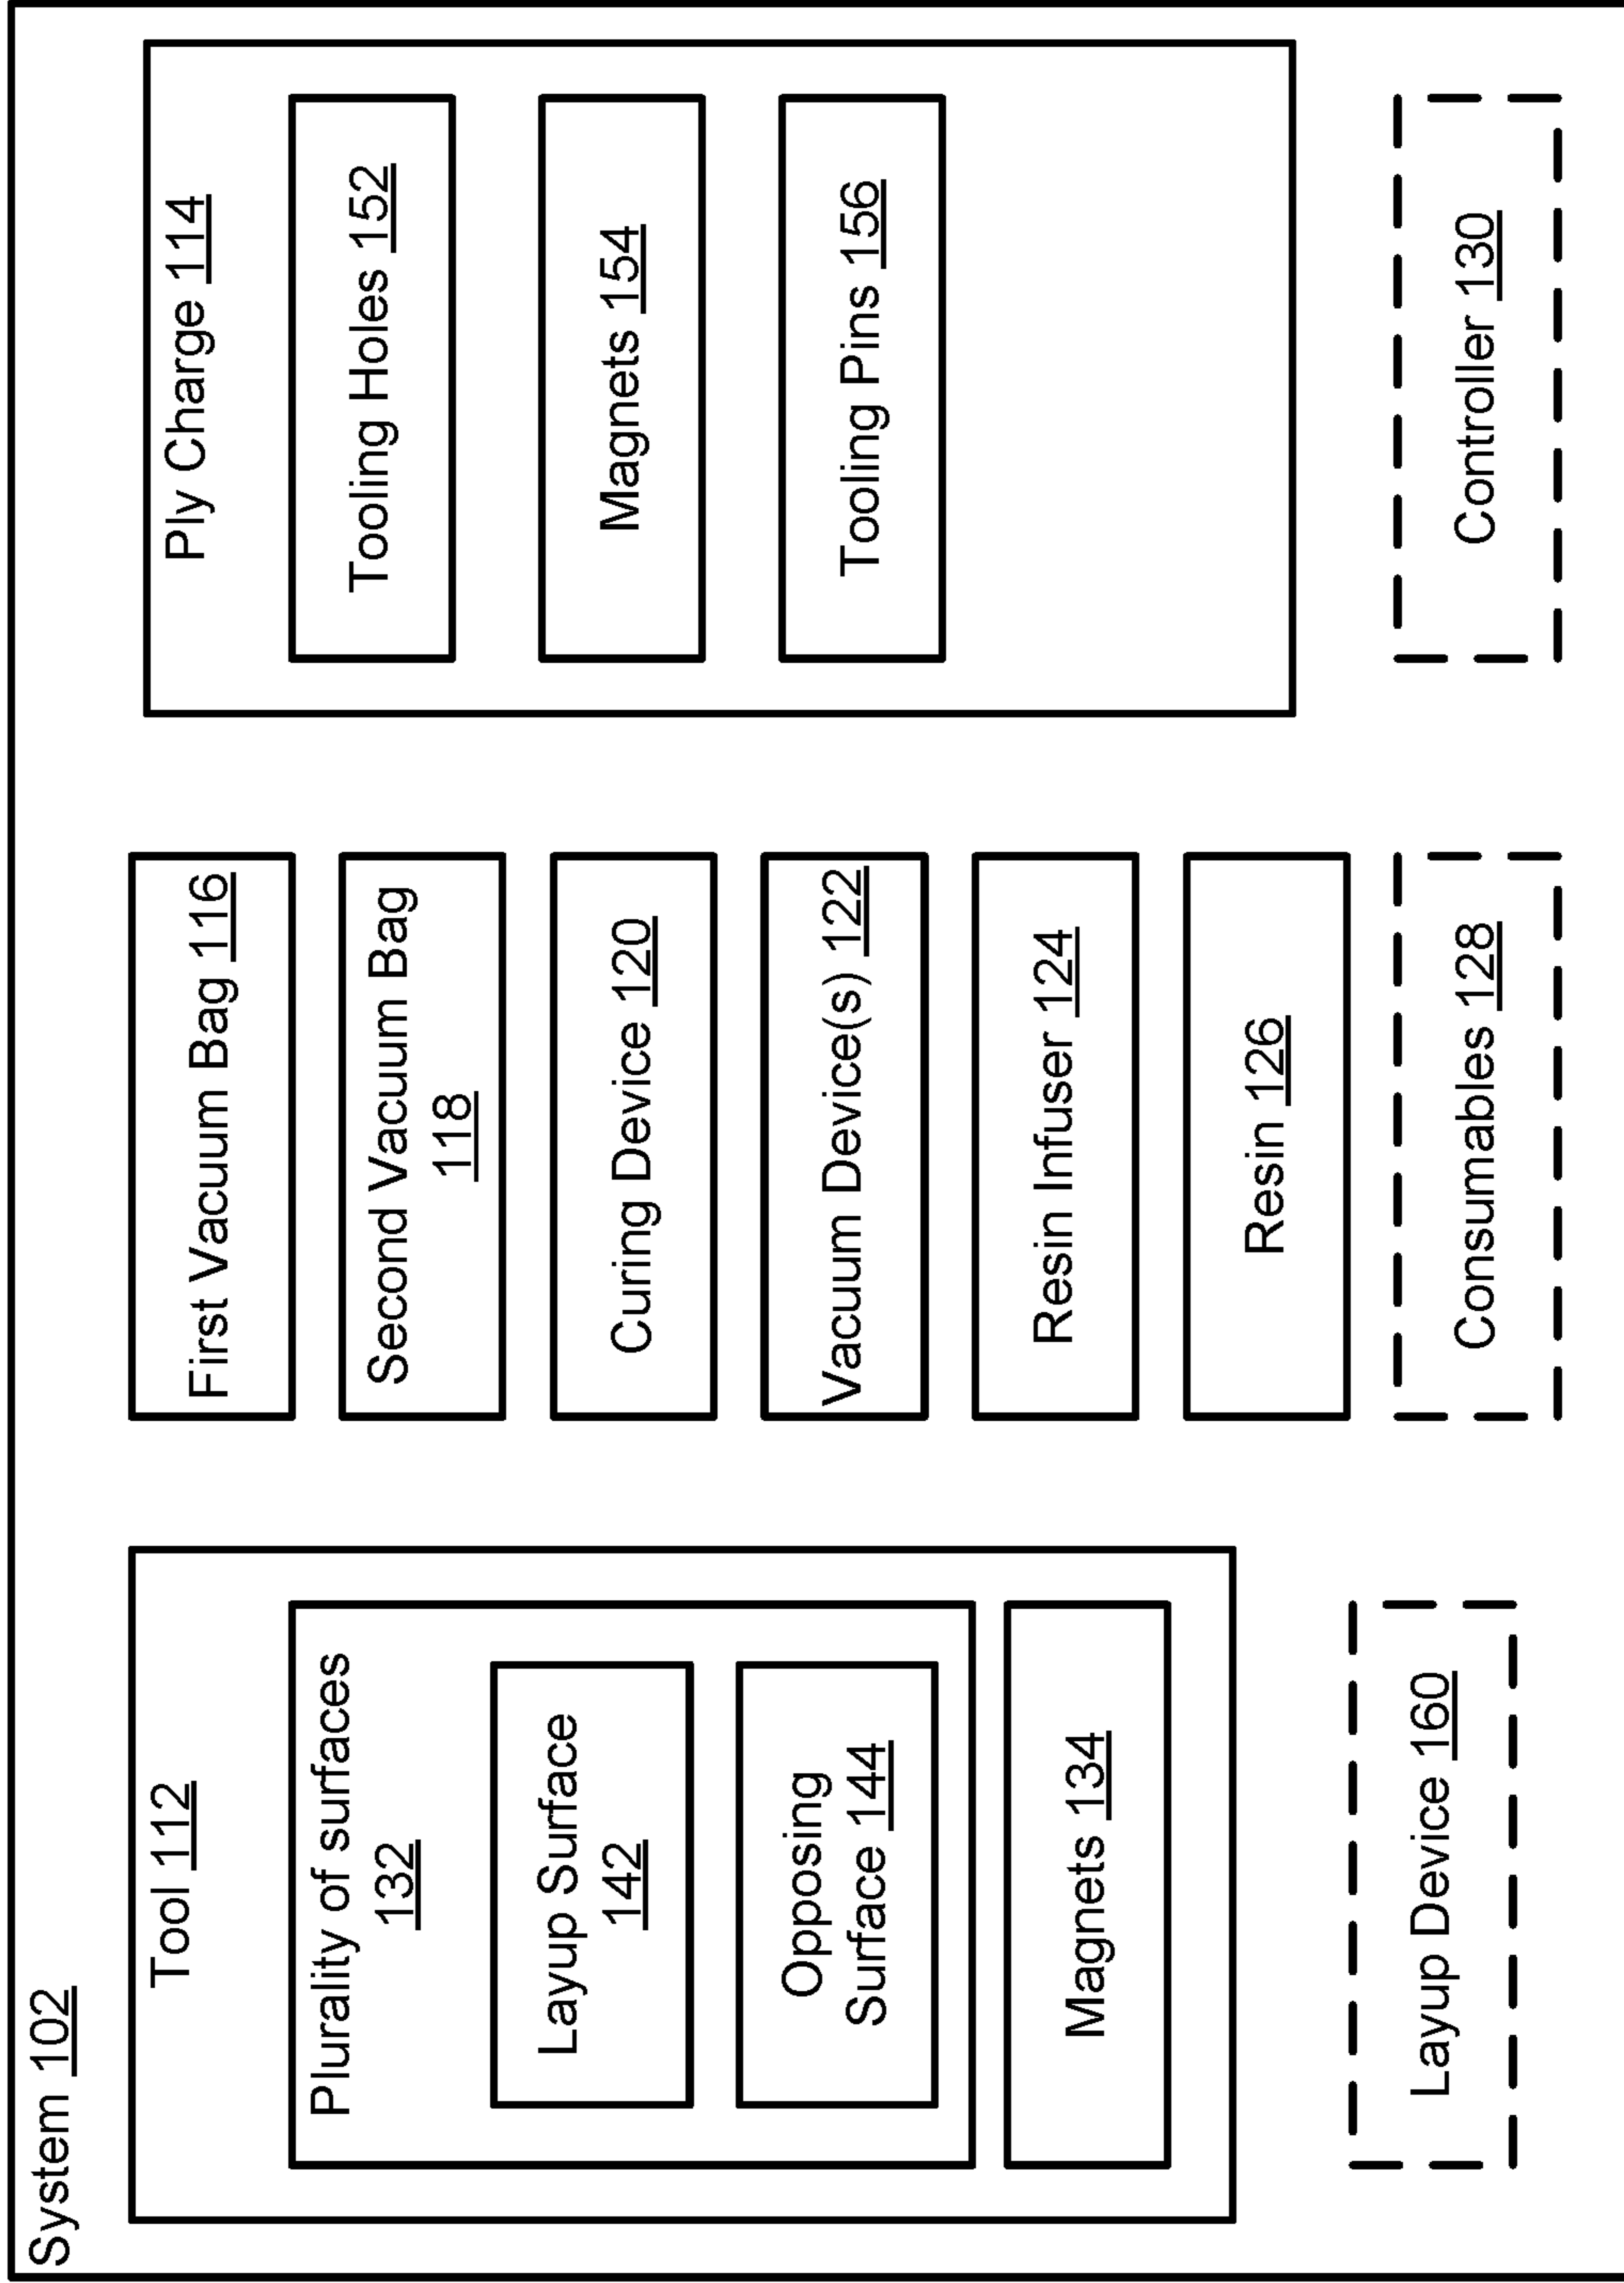 System 102
Tool 112
Plurality of surfaces
132
Layup Surface
142
Opposing
Surface 144
Magnets 134
Layup Device 160
First Vacuum Bag 116
Second Vacuum Bag
118
Curing Device 120
Vacuum Device(s) 122
Resin Infuser 124
Resin 126
Consumables 128
Ply Charge 114
Tooling Holes 152
Magnets 154
Tooling Pins 156
Controller 130